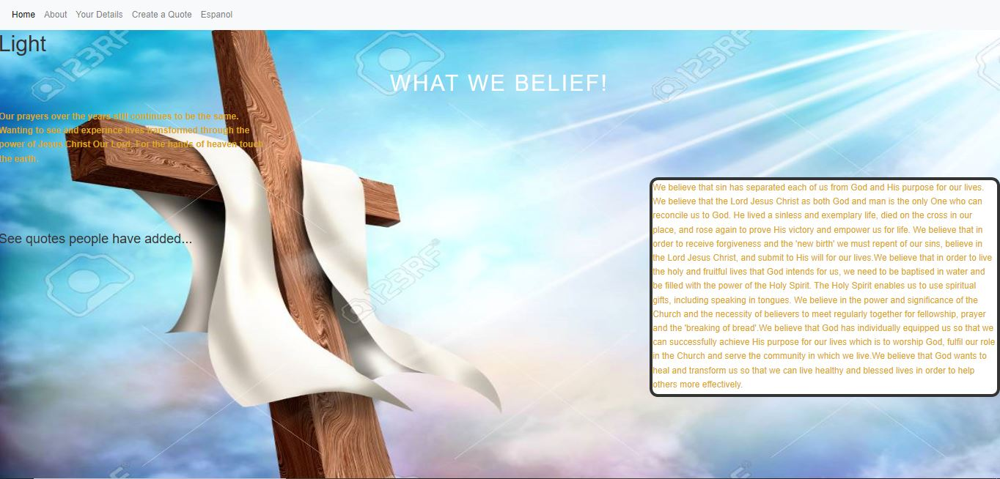 Home About Your Details Create a Quote Espanol
Light
WHAT WE BELIEF!
Our prayers over the years still continues to be the same.
Wanting to see and experince lives transformed through the
power of Jesus Christ Our Lord. For the hands of heaven touch
the earth.
See quotes people have added...
We believe that sin has separated each of us from God and His purpose for our lives.
We believe that the Lord Jesus Christ as both God and man is the only One who can
reconcile us to God. He lived a sinless and exemplary life, died on the cross in our
place, and rose again to prove His victory and empower us for life. We believe that in
order to receive forgiveness and the 'new birth' we must repent of our sins, believe in
the Lord Jesus Christ, and submit to His will for our lives.We believe that in order to live
the holy and fruitful lives that God intends for us, we need to be baptised in water and
be filled with the power of the Holy Spirit. The Holy Spirit enables us to use spiritual
gifts, including speaking in tongues. We believe in the power and significance of the
Church and the necessity of believers to meet regularly together for fellowship, prayer
and the 'breaking of bread'.We believe that God has individually equipped us so that we
can successfully achieve His purpose for our lives which is to worship God, fulfil our role
in the Church and serve the community in which we live.We believe that God wants to
heal and transform us so that we can live healthy and blessed lives in order to help
others more effectively.
123RF
123RF
123RF